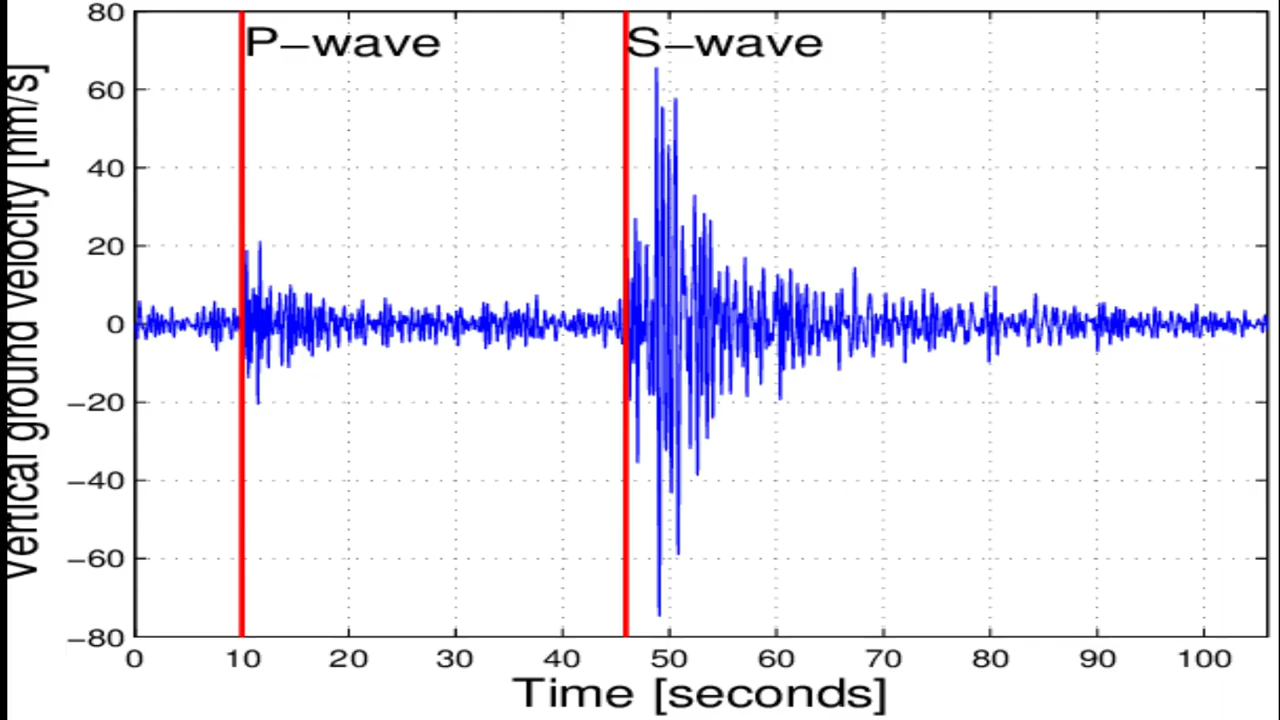 P−wave
S−wave
Vertical ground velocity [nm/s]
80
60
40
20
0
−20
−40
−60
−80
0 10 20 30 40 50 60 70 80 90 100
Time [seconds]